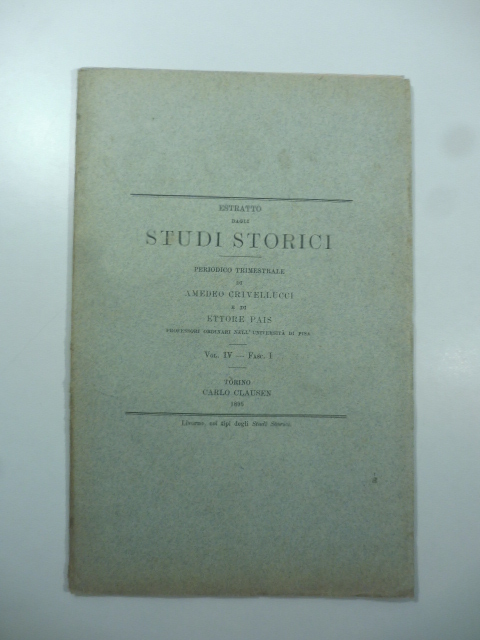 ESTRATTO
DAGLI
STUDI STORICI
PERIODICO TRIMESTRALE
DI
AMEDEO CRIVELLUCCI
E DI
ETTORE PAIS
PROFESSORI ORDINARI NELL'UNIVERSITÀ DI PISA
VOL. IV — FASC. I
TORINO
CARLO CLAUSEN
Livorno, coi tipi degli Studi Storici.